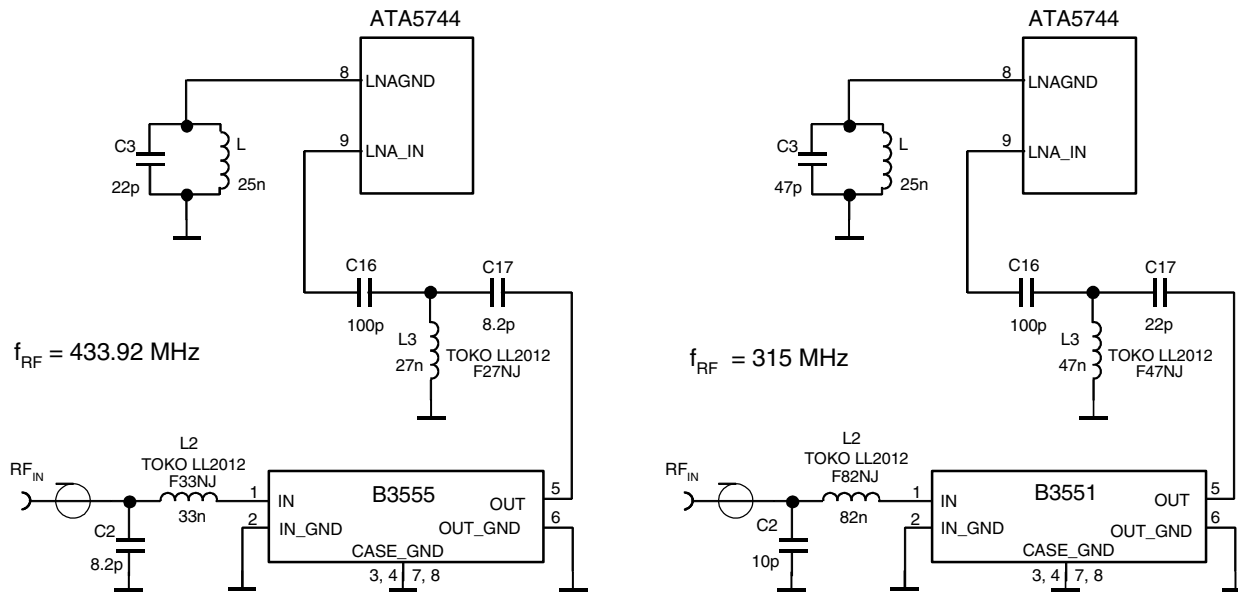 ATA5744
8
LNAGND
C3
L
9
LNA_IN
22p
25n
C16
C17
100p
8.2p
L3
27n
TOKO LL2012
F27NJ
fRF = 433.92 MHz
L2
TOKO LL2012
F33NJ
33n
RFIN
C2
8.2p
B3555
1
IN
2
IN_GND
OUT
5
OUT_GND
6
CASE_GND
3, 4
7, 8
ATA5744
8
LNAGND
C3
L
9
LNA_IN
47p
25n
C16
C17
100p
22p
L3
47n
TOKO LL2012
F47NJ
fRF = 315 MHz
L2
TOKO LL2012
F82NJ
82n
RFIN
C2
10p
B3551
1
IN
2
IN_GND
OUT
5
OUT_GND
6
CASE_GND
3, 4
7, 8